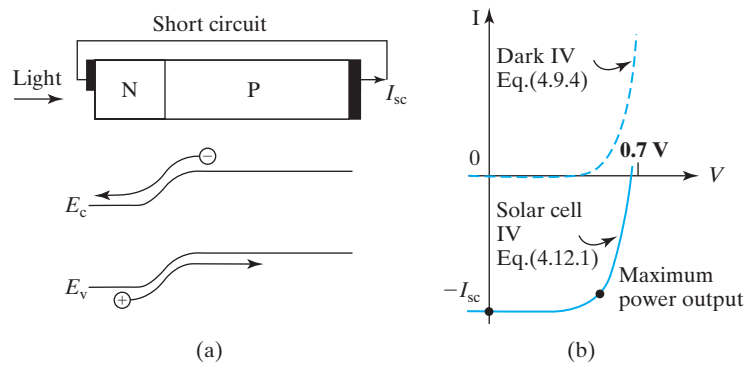 Short circuit
Light
N
P
I_sc
−
E_c
E_v
+
(a)
I
Dark IV
Eq.(4.9.4)
0.7 V
0
V
Solar cell
IV
Eq.(4.12.1)
−I_sc
Maximum
power output
(b)